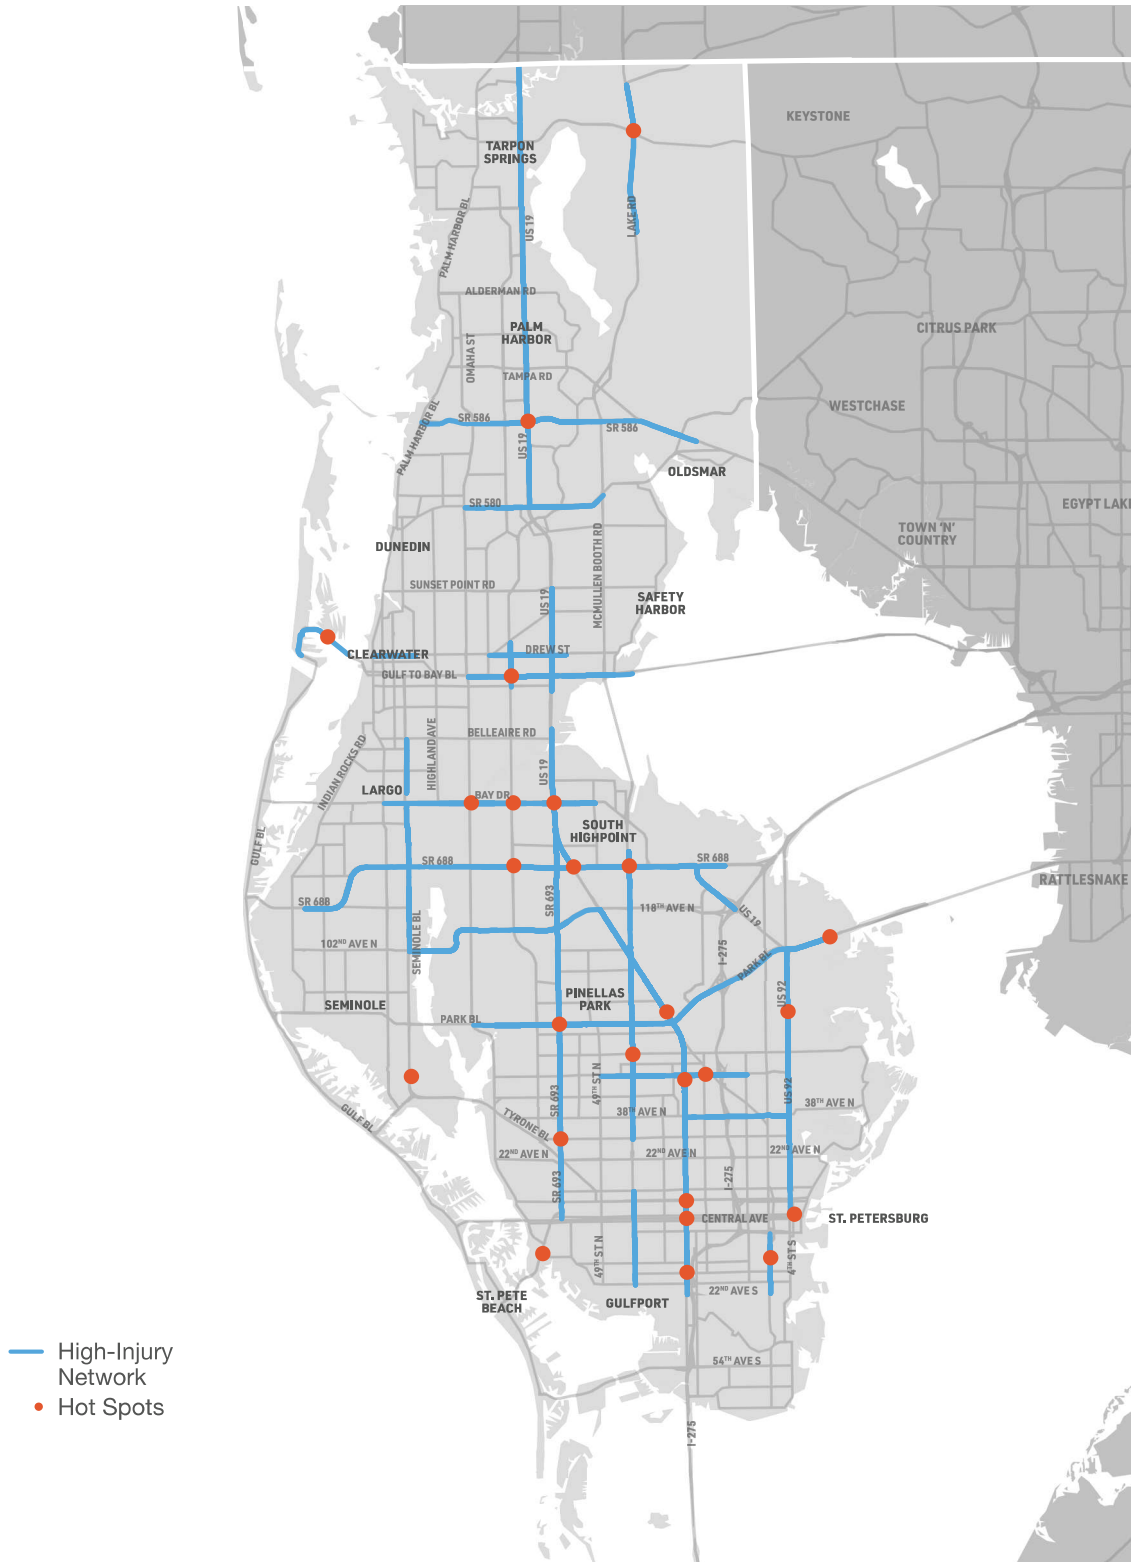 KEYSTONE
TARPON
SPRINGS
PALM HARBOR BL
US 19
LAKE RD
ALDERMAN RD
PALM
HARBOR
CITRUS PARK
OMAHA ST
TAMPA RD
WESTCHASE
PALM HARBOR BL
SR 586
SR 586
US 19
OLDSMAR
SR 580
EGYPT LAKE
TOWN 'N'
COUNTRY
DUNEDIN
MCMULLEN BOOTH RD
SUNSET POINT RD
US 19
SAFETY
HARBOR
CLEARWATER
DREW ST
GULF TO BAY BL
HIGHLAND AVE
BELLEAIRE RD
INDIAN ROCKS RD
US 19
LARGO
BAY DR
SOUTH
HIGHPOINT
GULF BL
SR 688
SR 688
RATTLESNAKE
SR 688
SR 693
118TH AVE N
US 19
SEMINOLE BL
102ND AVE N
I-275
PARK BL
SEMINOLE
PINELLAS
PARK
US 92
PARK BL
49TH ST N
US 92
SR 693
GULF BL
TYRONE BL
38TH AVE N
38TH AVE N
22ND AVE N
22ND AVE N
22ND AVE N
SR 693
I-275
CENTRAL AVE
ST. PETERSBURG
49TH ST N
4TH ST S
ST. PETE
BEACH
GULFPORT
22ND AVE S
54TH AVE S
I-275
High-Injury
Network
Hot Spots